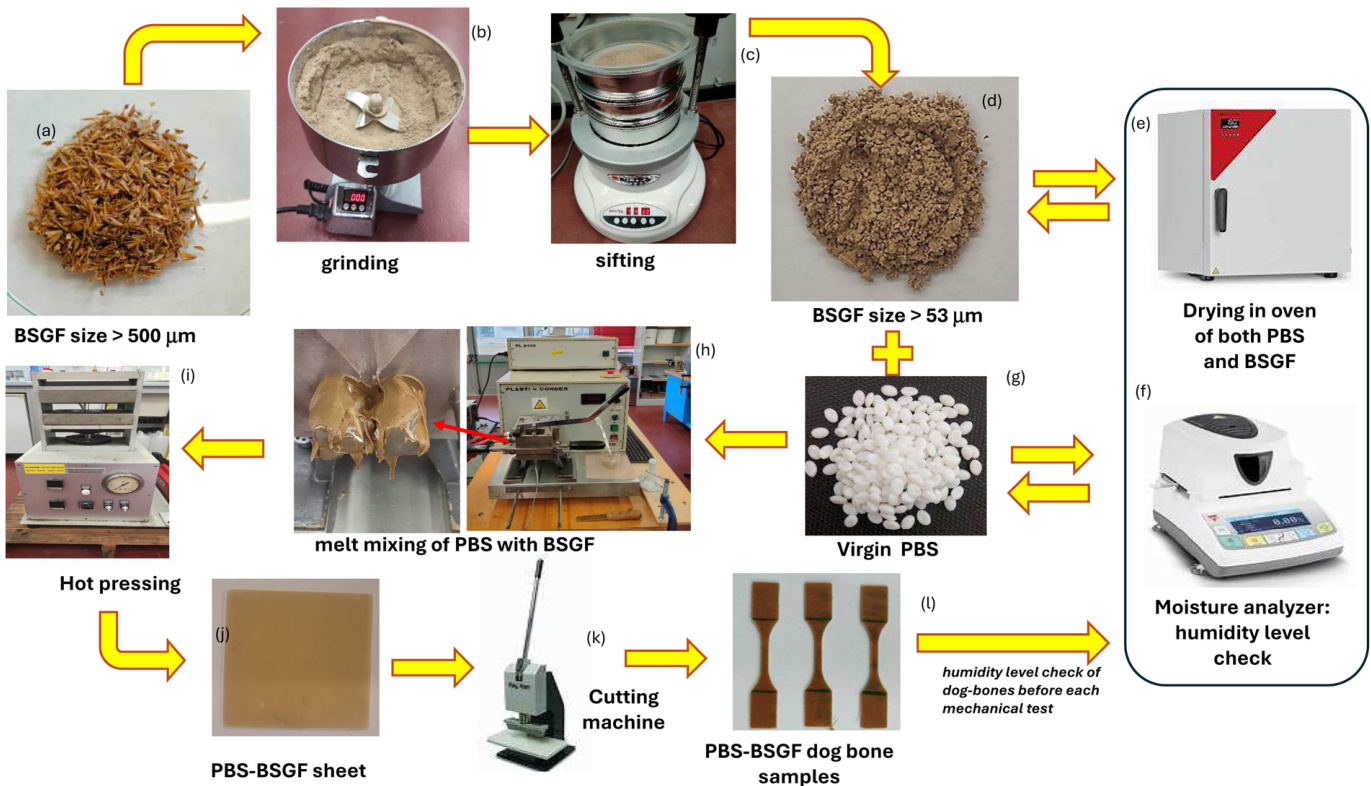 (a)
BSGF size > 500 µm
(b)
grinding
(c)
sifting
(d)
BSGF size > 53 µm
(e)
Drying in oven
of both PBS
and BSGF
(f)
Moisture analyzer:
humidity level
check
(g)
Virgin PBS
(h)
PLASTI-CORDER
melt mixing of PBS with BSGF
(i)
Hot pressing
(j)
PBS-BSGF sheet
(k)
Cutting
machine
(l)
PBS-BSGF dog bone
samples
humidity level check of
dog-bones before each
mechanical test